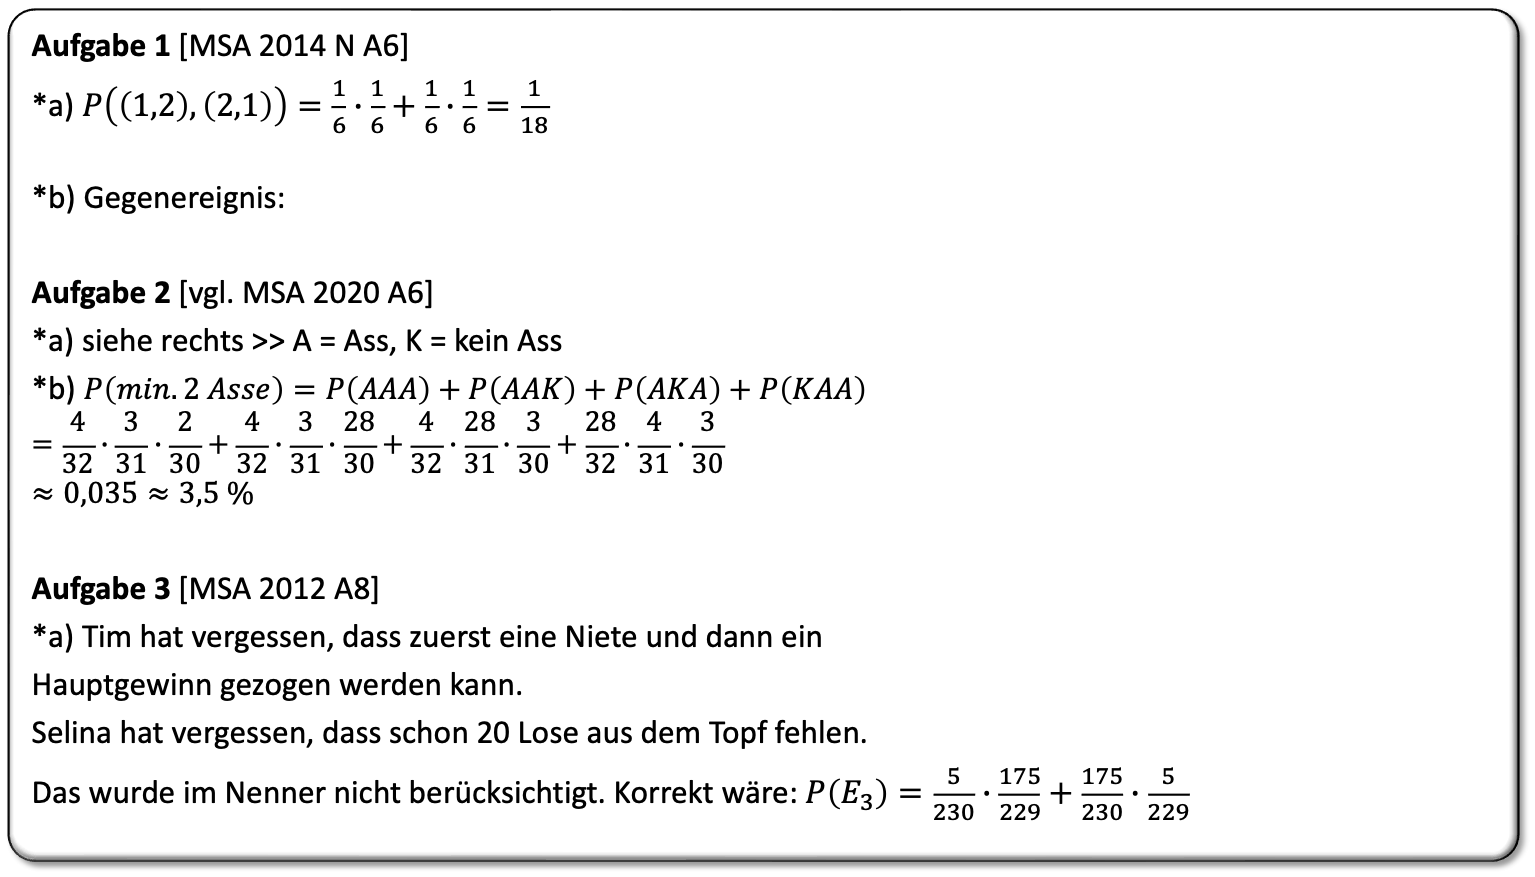 Aufgabe 1 [MSA 2014 N A6]
*a) P((1,2), (2,1)) = 1/6 · 1/6 + 1/6 · 1/6 = 1/18
*b) Gegenereignis:
Aufgabe 2 [vgl. MSA 2020 A6]
*a) siehe rechts >> A = Ass, K = kein Ass
*b) P(min. 2 Asse) = P(AAA) + P(AAK) + P(AKA) + P(KAA)
= 4/32 · 3/31 · 2/30 + 4/32 · 3/31 · 28/30 + 4/32 · 28/31 · 3/30 + 28/32 · 4/31 · 3/30
≈ 0,035 ≈ 3,5 %
Aufgabe 3 [MSA 2012 A8]
*a) Tim hat vergessen, dass zuerst eine Niete und dann ein
Hauptgewinn gezogen werden kann.
Selina hat vergessen, dass schon 20 Lose aus dem Topf fehlen.
Das wurde im Nenner nicht berücksichtigt. Korrekt wäre: P(E₃) = 5/230 · 175/229 + 175/230 · 5/229